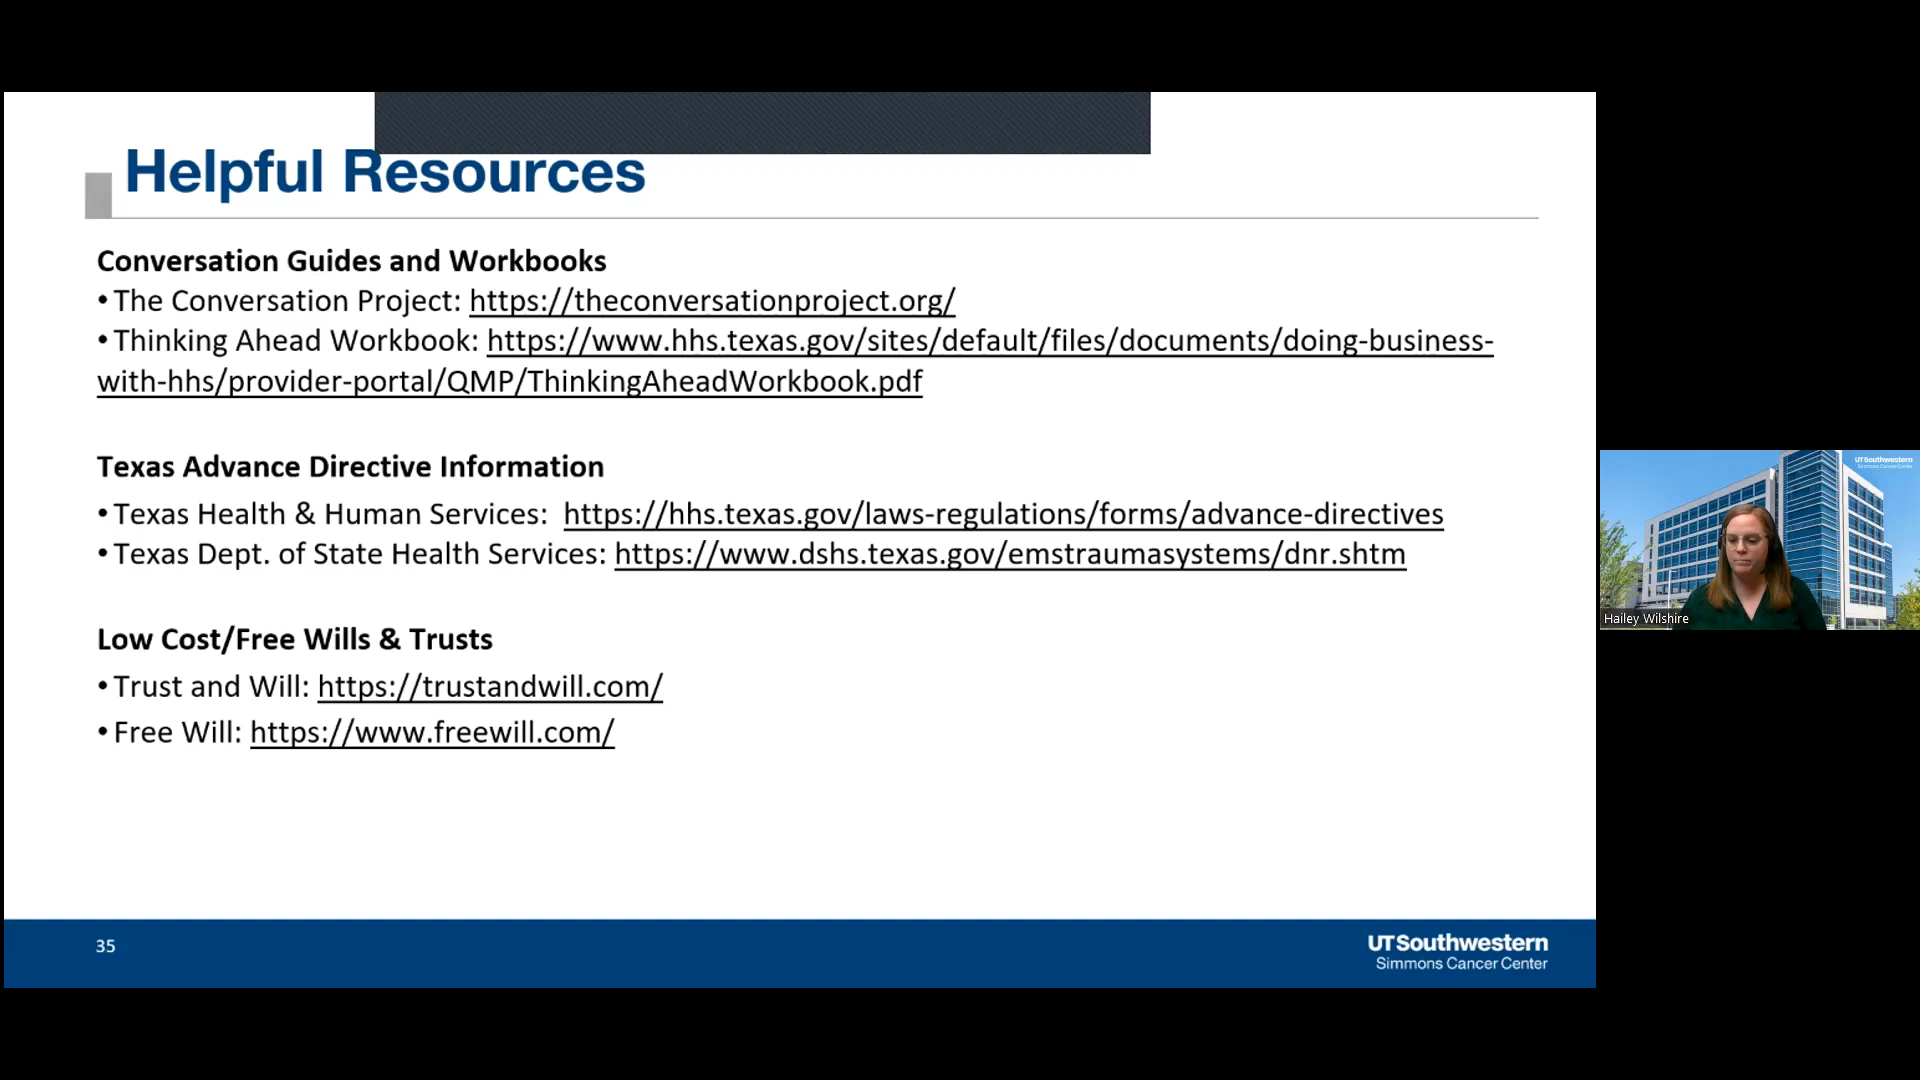 Helpful Resources
Conversation Guides and Workbooks
• The Conversation Project: https://theconversationproject.org/
• Thinking Ahead Workbook: https://www.hhs.texas.gov/sites/default/files/documents/doing-business-
with-hhs/provider-portal/QMP/ThinkingAheadWorkbook.pdf
Texas Advance Directive Information
• Texas Health & Human Services: https://hhs.texas.gov/laws-regulations/forms/advance-directives
• Texas Dept. of State Health Services: https://www.dshs.texas.gov/emstraumasystems/dnr.shtm
Low Cost/Free Wills & Trusts
• Trust and Will: https://trustandwill.com/
• Free Will: https://www.freewill.com/
35
UTSouthwestern
Simmons Cancer Center
UTSouthwestern
Simmons Cancer Center
Hailey Wilshire